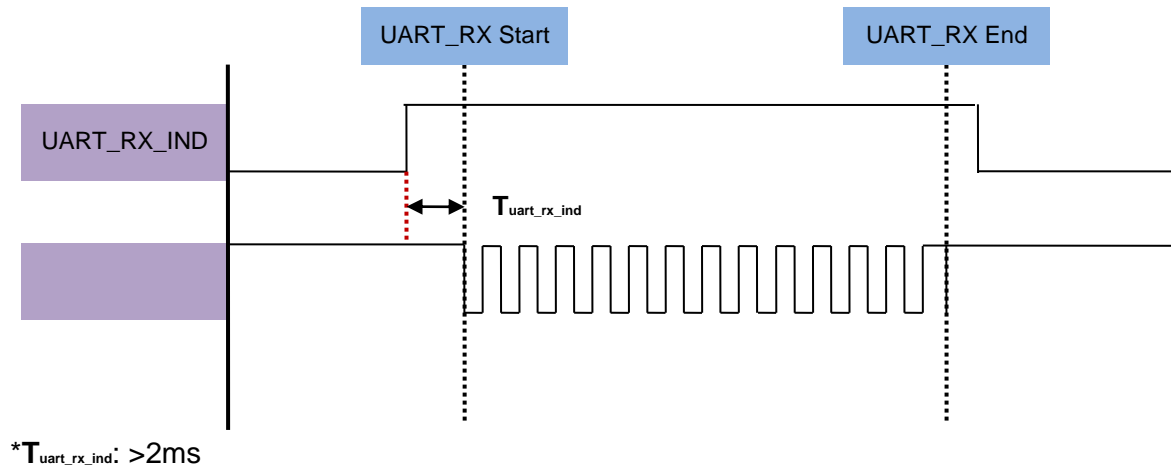 UART_RX Start
UART_RX End
UART_RX_IND
Tuart_rx_ind
*Tuart_rx_ind: >2ms